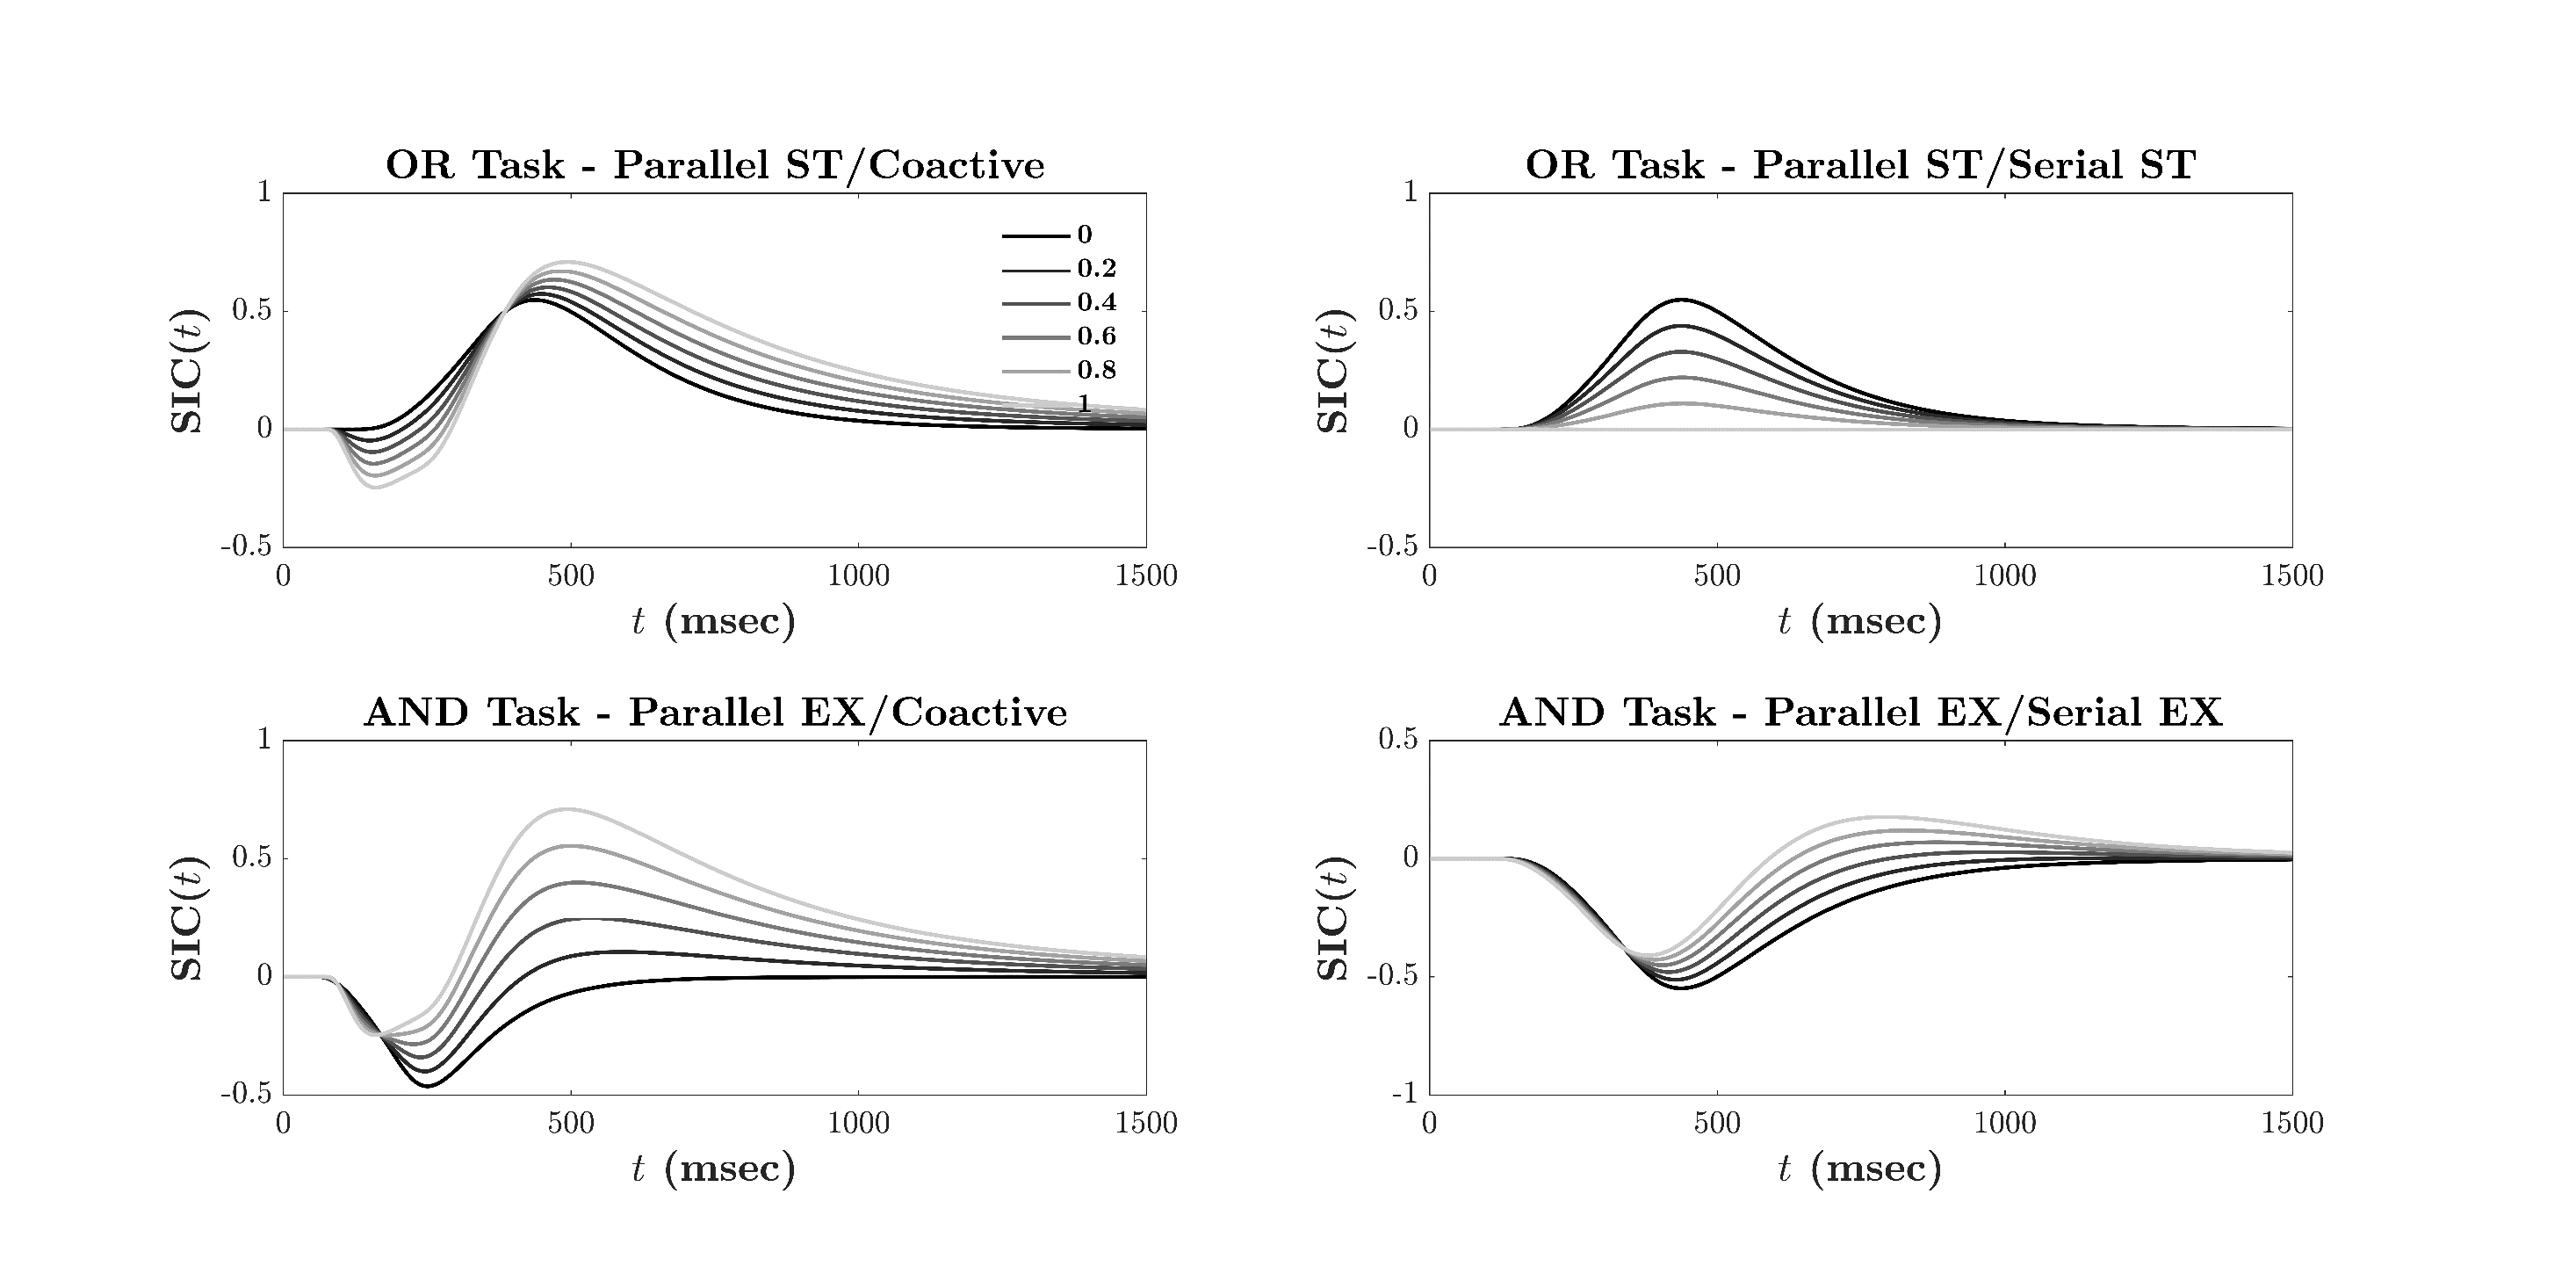 OR Task - Parallel ST/Coactive
SIC(t)
1
0.5
0
-0.5
0
0.2
0.4
0.6
0.8
1
0 500 1000 1500
t (msec)
OR Task - Parallel ST/Serial ST
SIC(t)
1
0.5
0
-0.5
0 500 1000 1500
t (msec)
AND Task - Parallel EX/Coactive
SIC(t)
1
0.5
0
-0.5
0 500 1000 1500
t (msec)
AND Task - Parallel EX/Serial EX
SIC(t)
0.5
0
-0.5
-1
0 500 1000 1500
t (msec)